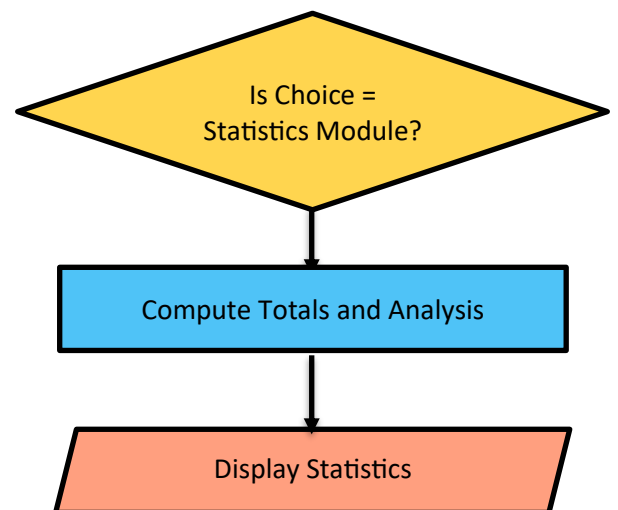 Is Choice =
Statistics Module?
Compute Totals and Analysis
Display Statistics